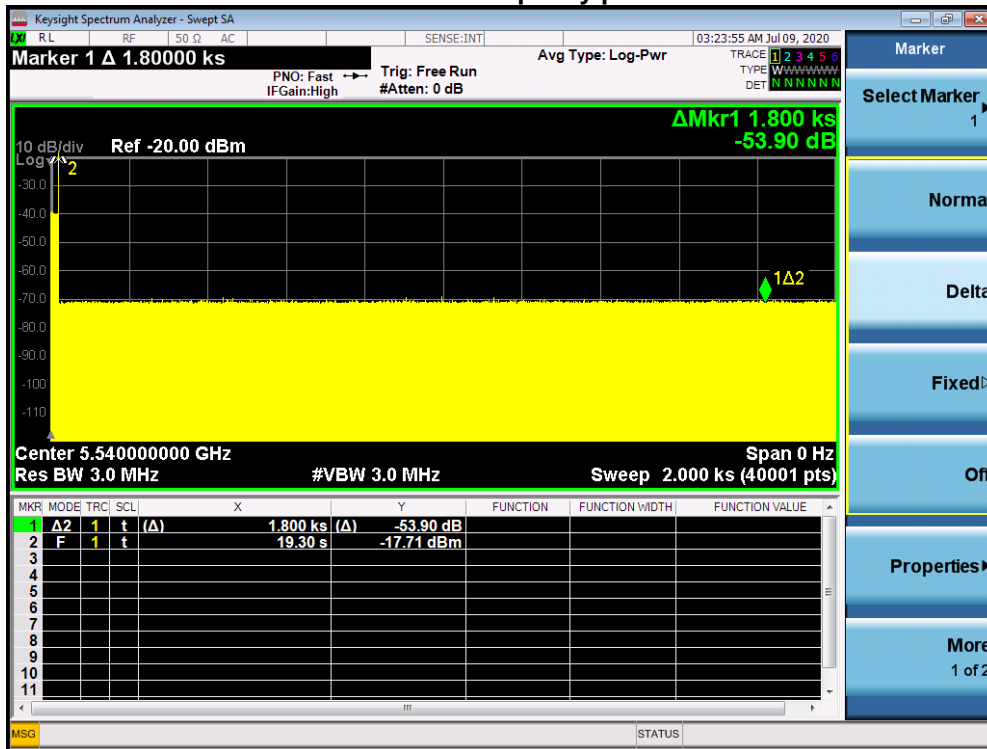 Keysight Spectrum Analyzer - Swept SA
LXI RL RF 50 Ω AC SENSE:INT 03:23:55 AM Jul 09, 2020
Marker 1 Δ 1.80000 ks
PNO: Fast
IFGain:High
Trig: Free Run
#Atten: 0 dB
Avg Type: Log-Pwr
TRACE 1 2 3 4 5 6
TYPE WWWWWW
DET N N N N N N
ΔMkr1 1.800 ks
-53.90 dB
10 dB/div Ref -20.00 dBm
Log
2
-30.0
-40.0
-50.0
-60.0
1Δ2
-70.0
-80.0
-90.0
-100
-110
Center 5.540000000 GHz Span 0 Hz
Res BW 3.0 MHz #VBW 3.0 MHz Sweep 2.000 ks (40001 pts)
MKR MODE TRC SCL X Y FUNCTION FUNCTION WIDTH FUNCTION VALUE
1 Δ2 1 t (Δ) 1.800 ks (Δ) -53.90 dB
2 F 1 t 19.30 s -17.71 dBm
3
4
5
6
7
8
9
10
11
MSG STATUS
Marker
Select Marker
1
Norma
Delta
Fixed
Off
Properties
More
1 of 2